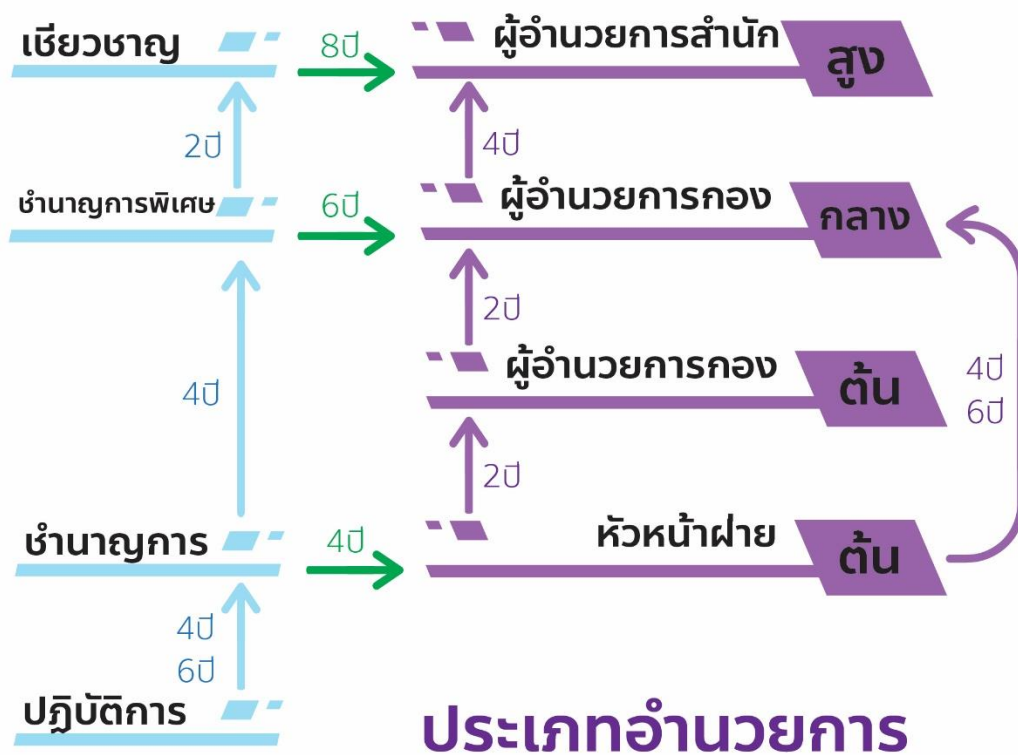 เชียวชาญ
8ปี
ผู้อำนวยการสำนัก
สูง
2ปี
4ปี
ชำนาญการพิเศษ
6ปี
ผู้อำนวยการกอง
กลาง
2ปี
4ปี
ผู้อำนวยการกอง
ต้น
4ปี
6ปี
2ปี
ชำนาญการ
4ปี
หัวหน้าฝ่าย
ต้น
4ปี
6ปี
ปฏิบัติการ
ประเภทอำนวยการ